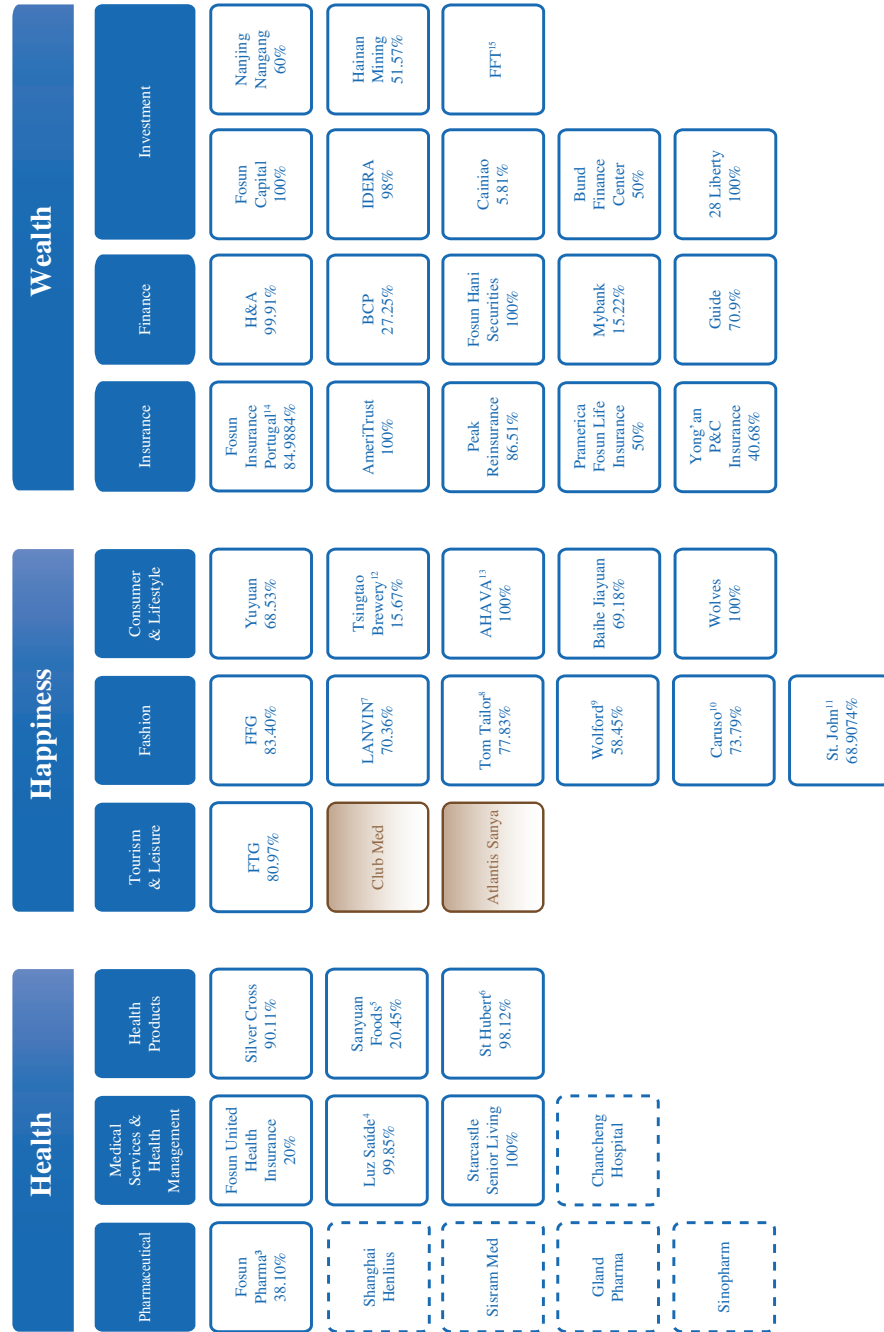 Health
Pharmaceutical
Fosun
Pharma³
38.10%
Shanghai
Henlius
Sisram Med
Gland
Pharma
Sinopharm
Medical
Services &
Health
Management
Fosun United
Health
Insurance
20%
Luz Saúde⁴
99.85%
Starcastle
Senior Living
100%
Chancheng
Hospital
Health
Products
Silver Cross
90.11%
Sanyuan
Foods⁵
20.45%
St Hubert⁶
98.12%
Happiness
Tourism
& Leisure
FTG
80.97%
Club Med
Atlantis Sanya
Fashion
FFG
83.40%
LANVIN⁷
70.36%
Tom Tailor⁸
77.83%
Wolford⁹
58.45%
Caruso¹⁰
73.79%
St. John¹¹
68.9074%
Consumer
& Lifestyle
Yuyuan
68.53%
Tsingtao
Brewery¹²
15.67%
AHAVA¹³
100%
Baihe Jiayuan
69.18%
Wolves
100%
Wealth
Insurance
Fosun
Insurance
Portugal¹⁴
84.9884%
AmeriTrust
100%
Peak
Reinsurance
86.51%
Pramerica
Fosun Life
Insurance
50%
Yong’an
P&C
Insurance
40.68%
Finance
H&A
99.91%
BCP
27.25%
Fosun Hani
Securities
100%
Mybank
15.22%
Guide
70.9%
Investment
Fosun
Capital
100%
IDERA
98%
Cainiao
5.81%
Bund
Finance
Center
50%
28 Liberty
100%
Nanjing
Nangang
60%
Hainan
Mining
51.57%
FFT¹⁵